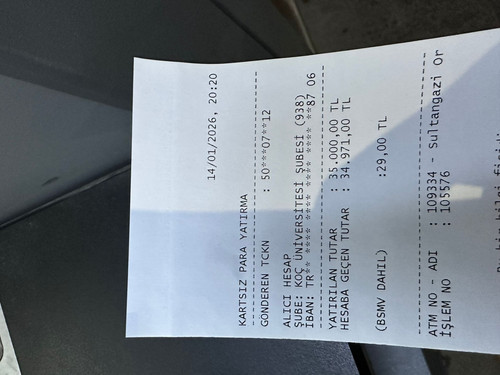 14/01/2026, 20:20
KARTSIZ PARA YATIRMA
GÖNDEREN TCKN : 50***07**12
ALICI HESAP
ŞUBE: KOÇ ÜNİVERSİTESİ ŞUBESİ (938)
IBAN: TR** **** **** **** **** **87 06
YATIRILAN TUTAR : 35.000,00 TL
HESABA GEÇEN TUTAR : 34.971,00 TL
(BSMV DAHİL) :29,00 TL
ATM NO - ADI : 109334 - Sultangazi Or
İŞLEM NO : 105576